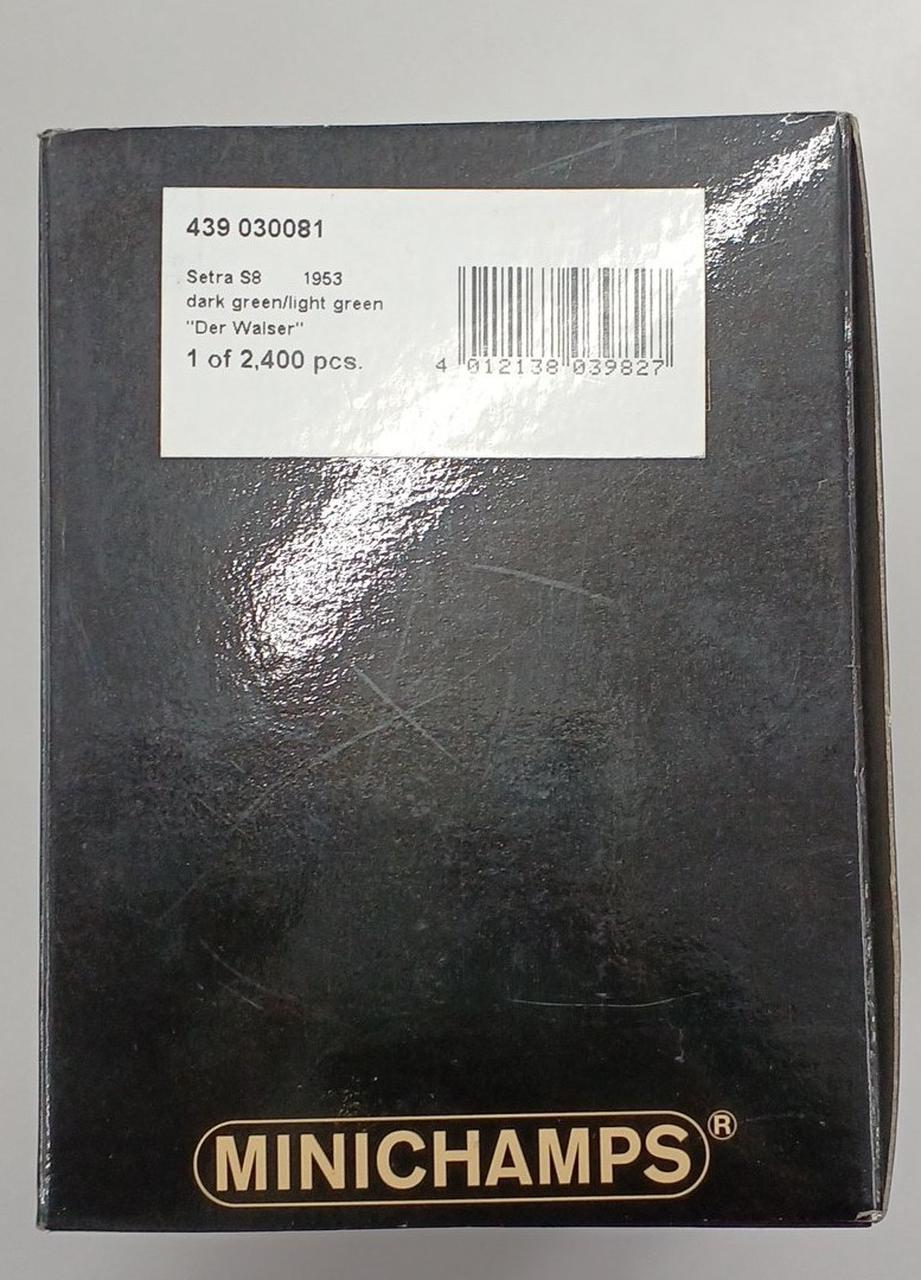 439 030081
Setra S8 1953
dark green/light green
"Der Walser"
1 of 2,400 pcs.
4 012138 039827
MINICHAMPS®